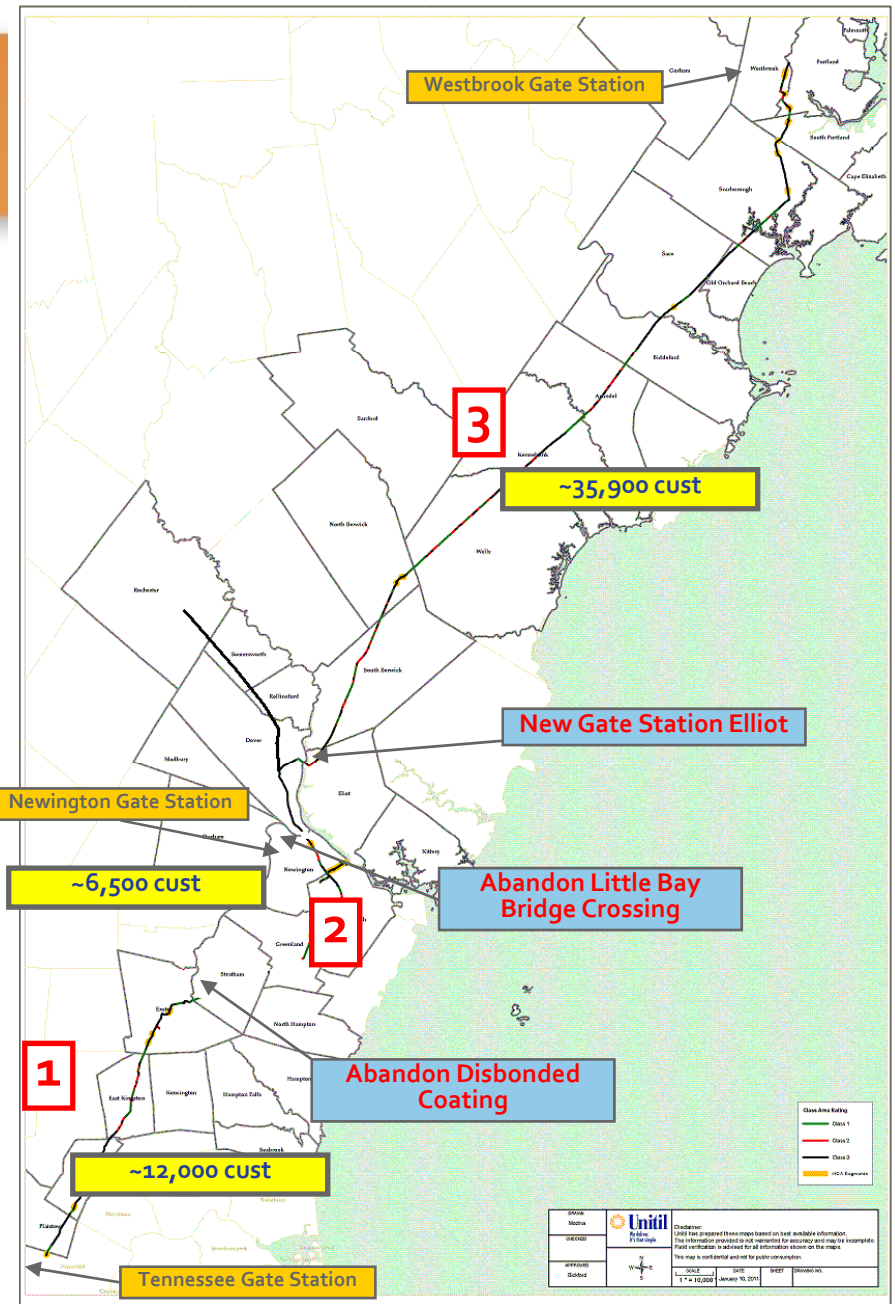 Falmouth
Westbrook
Portland
Gorham
Westbrook Gate Station
South Portland
Cape Elizabeth
Scarborough
Saco
Old Orchard Beach
Biddeford
Arundel
Sanford
3
Kennebunk
~35,900 cust
North Berwick
Wells
Rochester
Somersworth
South Berwick
Rollinsford
New Gate Station Elliot
Dover
Madbury
Eliot
Newington Gate Station
Durham
Kittery
Newington
~6,500 cust
Abandon Little Bay
Bridge Crossing
2
Greenland
Stratham
Exeter
North Hampton
1
Abandon Disbonded
Coating
East Kingston
Kensington
Hampton Falls
Hampton
Class Area Rating
Class 1
Class 2
Class 3
HCA Segments
Seabrook
~12,000 cust
Plaistow
Tennessee Gate Station
DRAWN
CHECKED
APPROVED
Bickford
Unitil
N
W
E
S
Disclaimer:
Unitil has prepared these maps based on best available information.
The information provided is not warranted for accuracy and may be incomplete.
Field verification is advised for all information shown on the maps.
This map is confidential and not for public consumption.
SCALE
DATE
SHEET
DRAWING NO.
1 " = 10,000 '
January 10, 2011